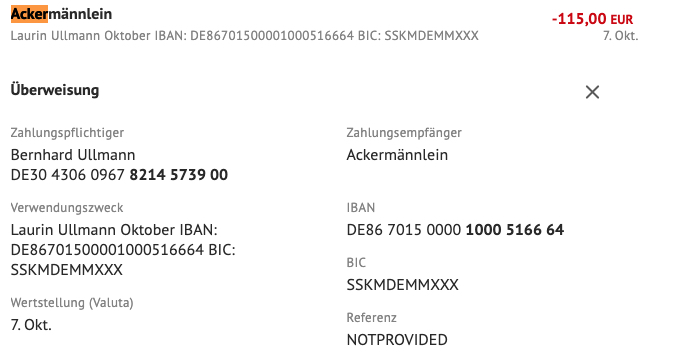 Ackermännlein
-115,00 EUR
Laurin Ullmann Oktober IBAN: DE86701500001000516664 BIC: SSKMDEMMXXX
7. Okt.
Überweisung
Zahlungspflichtiger
Bernhard Ullmann
DE30 4306 0967 8214 5739 00
Verwendungszweck
Laurin Ullmann Oktober IBAN:
DE86701500001000516664 BIC:
SSKMDEMMXXX
Wertstellung (Valuta)
7. Okt.
Zahlungsempfänger
Ackermännlein
IBAN
DE86 7015 0000 1000 5166 64
BIC
SSKMDEMMXXX
Referenz
NOTPROVIDED